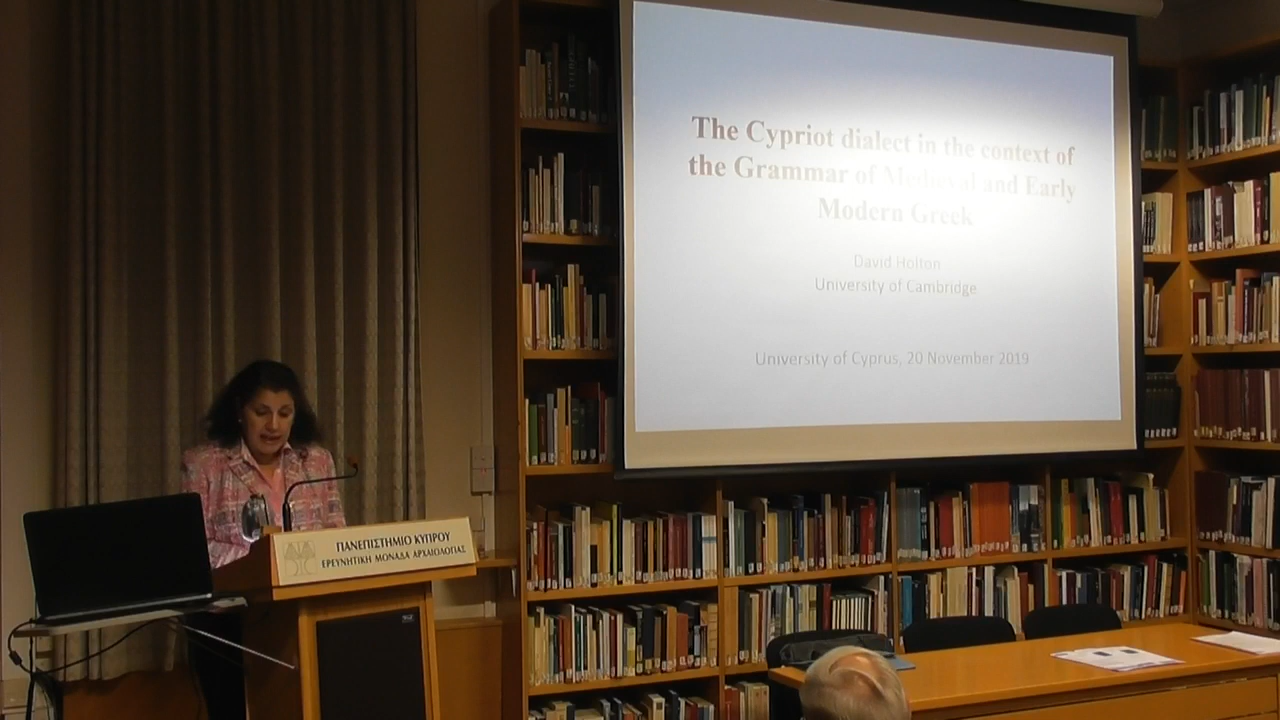 The Cypriot dialect in the context of
the Grammar of Medieval and Early
Modern Greek
David Holton
University of Cambridge
University of Cyprus, 20 November 2019
ΠΑΝΕΠΙΣΤΗΜΙΟ ΚΥΠΡΟΥ
ΕΡΕΥΝΗΤΙΚΗ ΜΟΝΑΔΑ ΑΡΧΑΙΟΛΟΓΙΑΣ